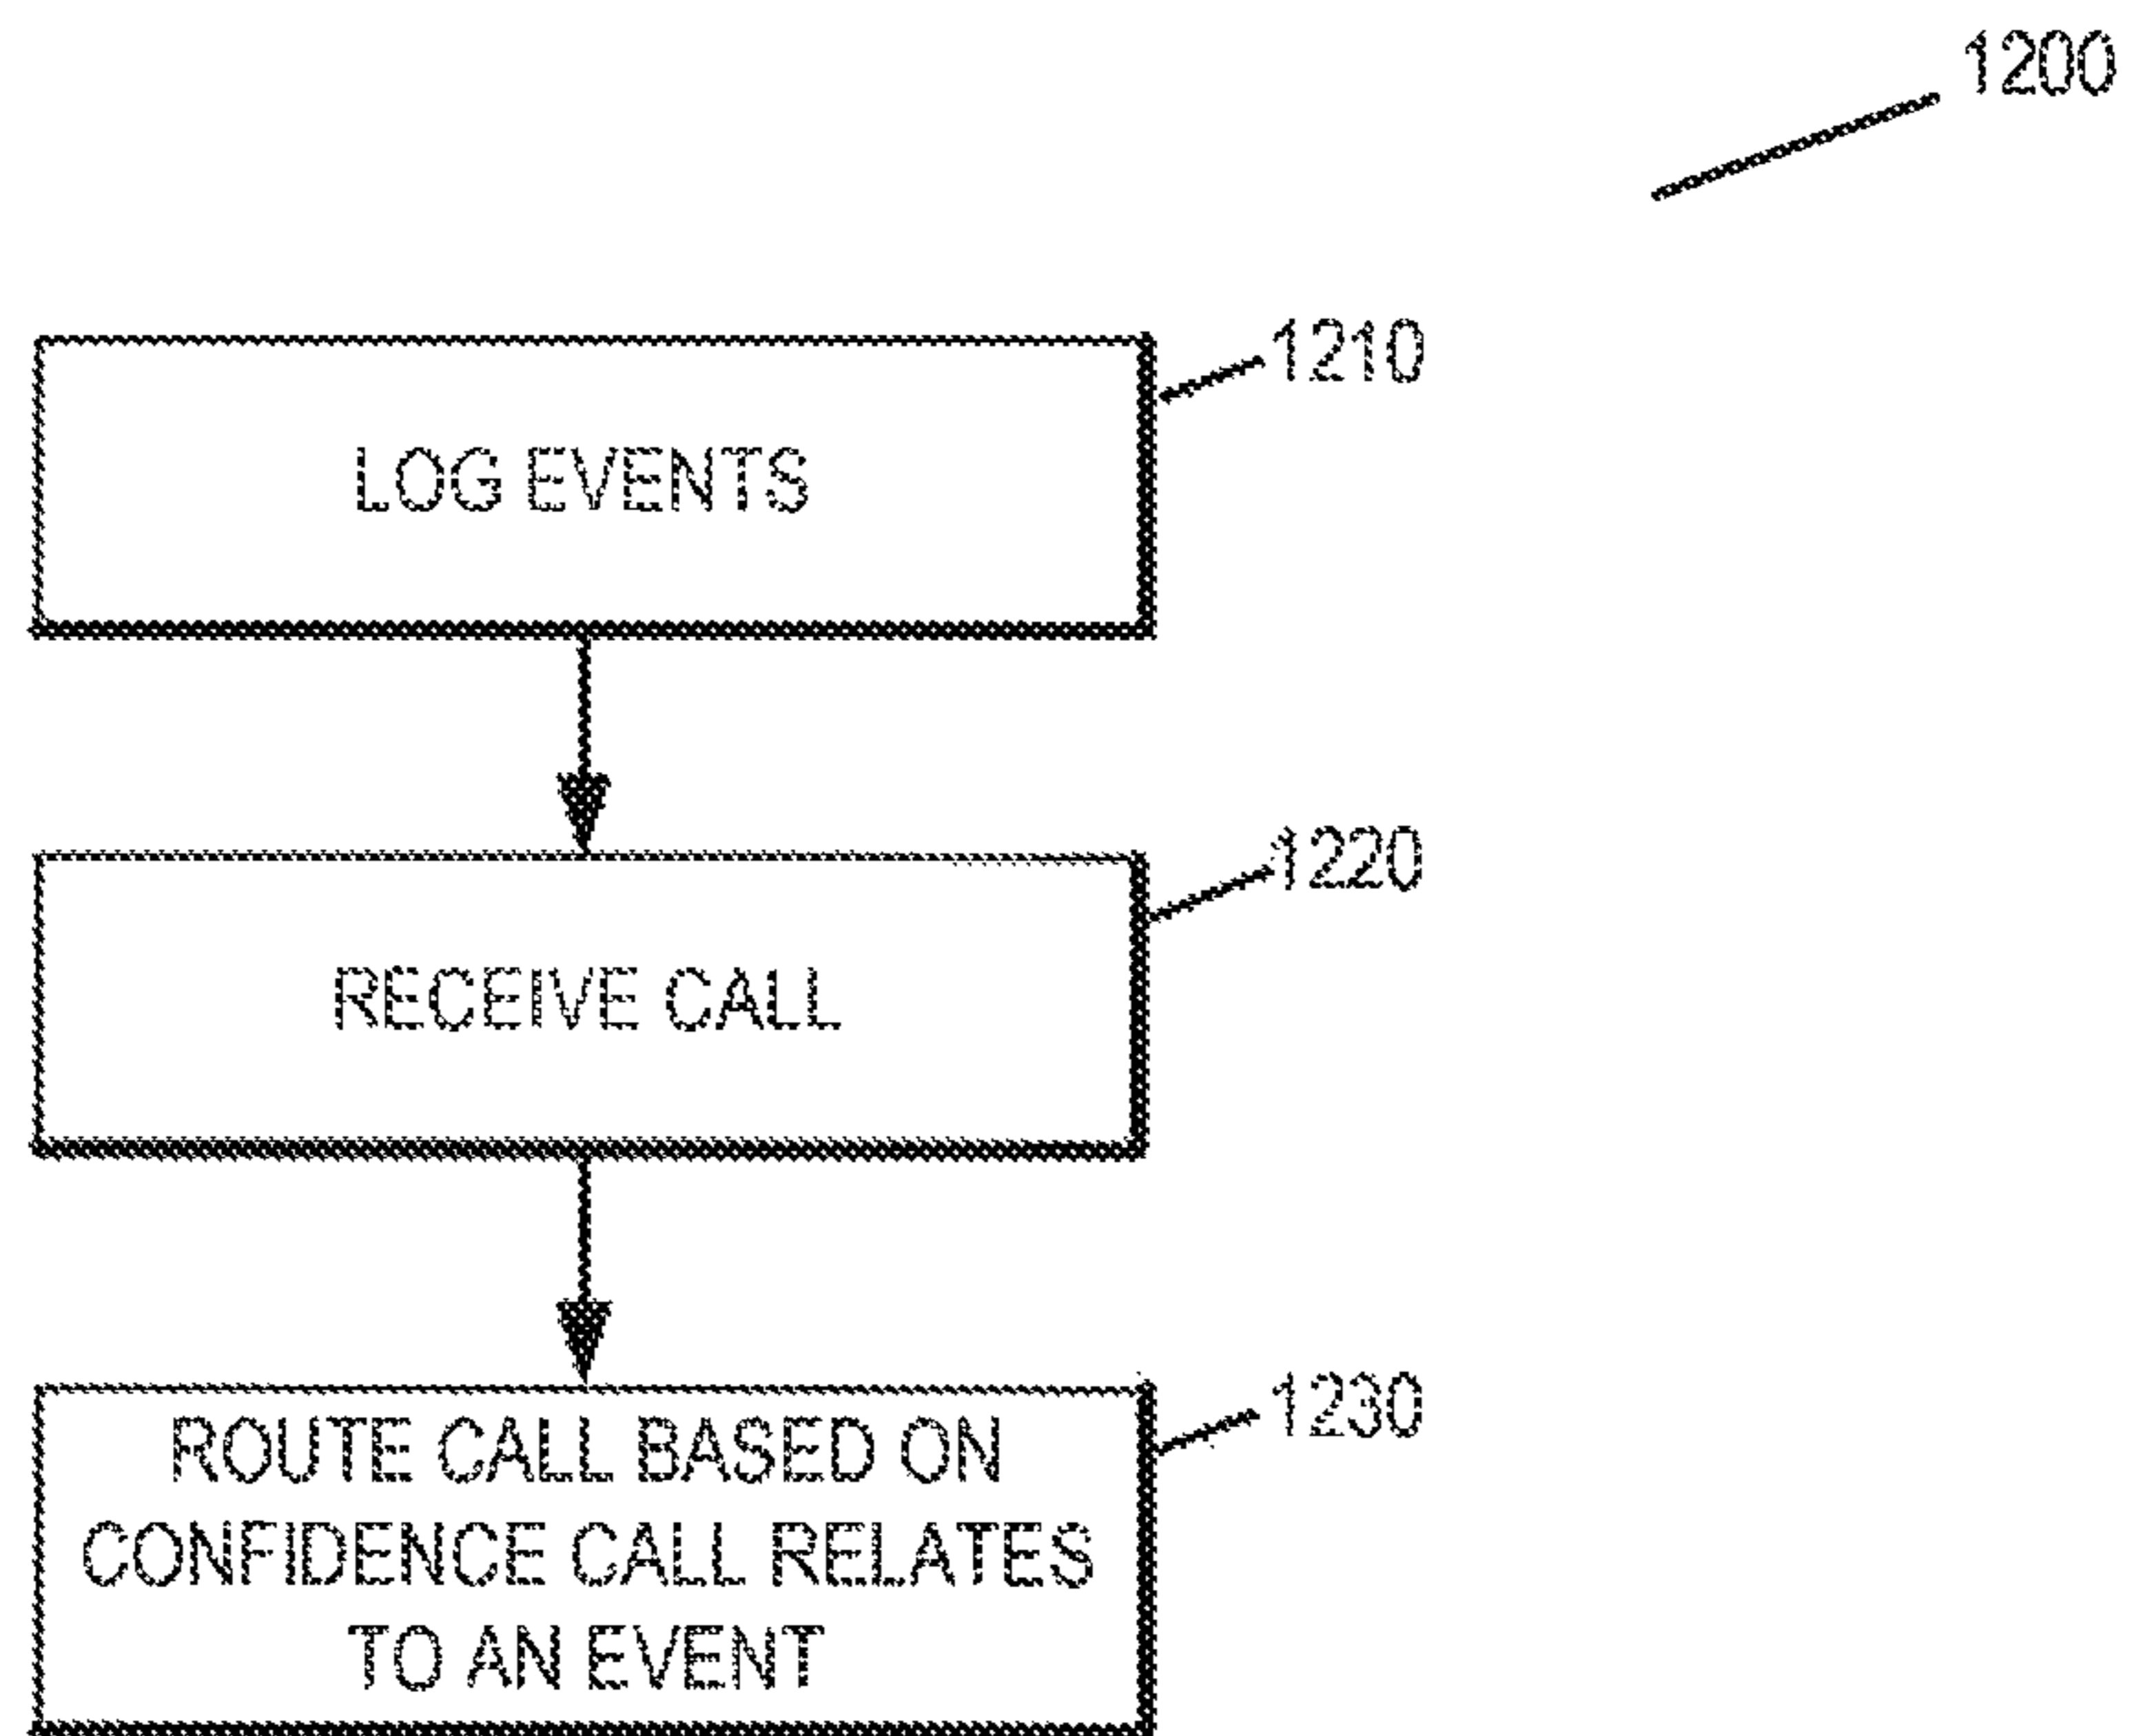 1200
1210
LOG EVENTS
1220
RECEIVE CALL
1230
ROUTE CALL BASED ON
CONFIDENCE CALL RELATES
TO AN EVENT